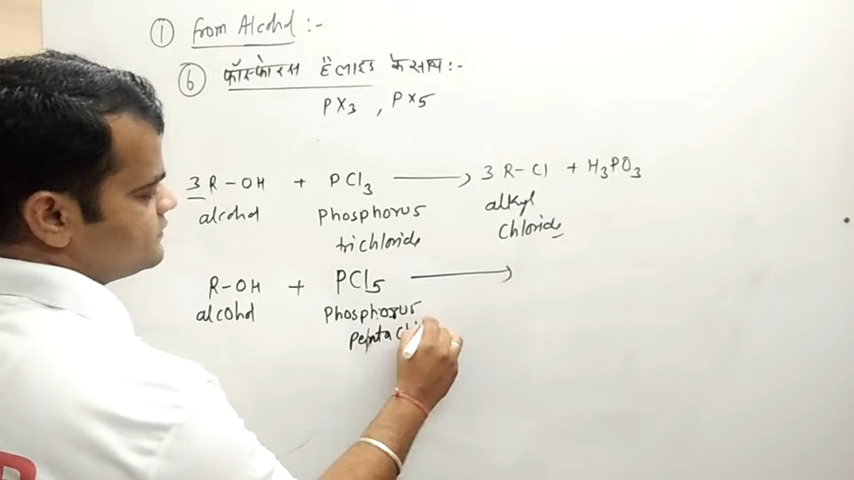 ① from Alcohol :-
⑥ फॉस्फोरस हैलाइड के साथ :-
PX3 , PX5
3 R-OH + PCl3 → 3 R-Cl + H3PO3
alcohol Phosphorus alkyl
trichloride Chloride
R-OH + PCl5 →
alcohol Phosphorus
penta